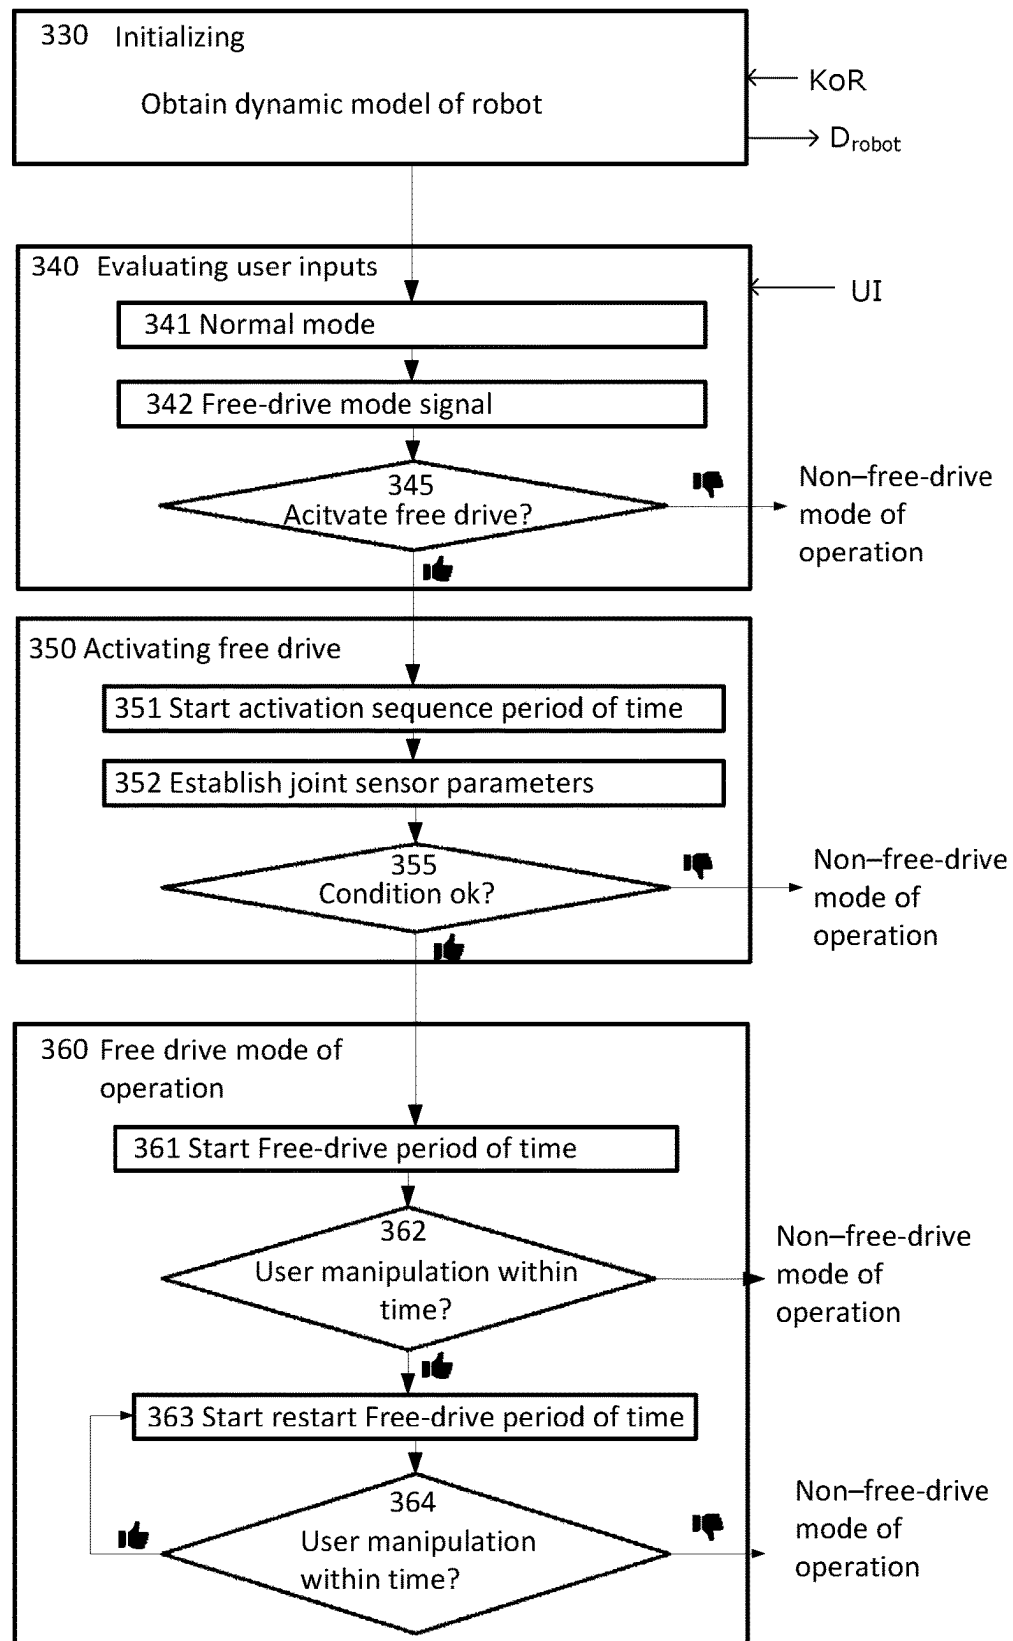 330 Initializing
Obtain dynamic model of robot
KoR
Drobot
340 Evaluating user inputs
UI
341 Normal mode
342 Free-drive mode signal
345
Acitvate free drive?
Non–free-drive
mode of
operation
350 Activating free drive
351 Start activation sequence period of time
352 Establish joint sensor parameters
355
Condition ok?
Non–free-drive
mode of
operation
360 Free drive mode of
operation
361 Start Free-drive period of time
362
User manipulation within
time?
Non–free-drive
mode of
operation
363 Start restart Free-drive period of time
364
User manipulation
within time?
Non–free-drive
mode of
operation